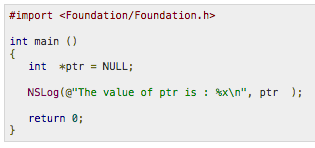 #import <Foundation/Foundation.h>
int main ()
{
   int  *ptr = NULL;
   NSLog(@"The value of ptr is : %x\n", ptr  );
   return 0;
}